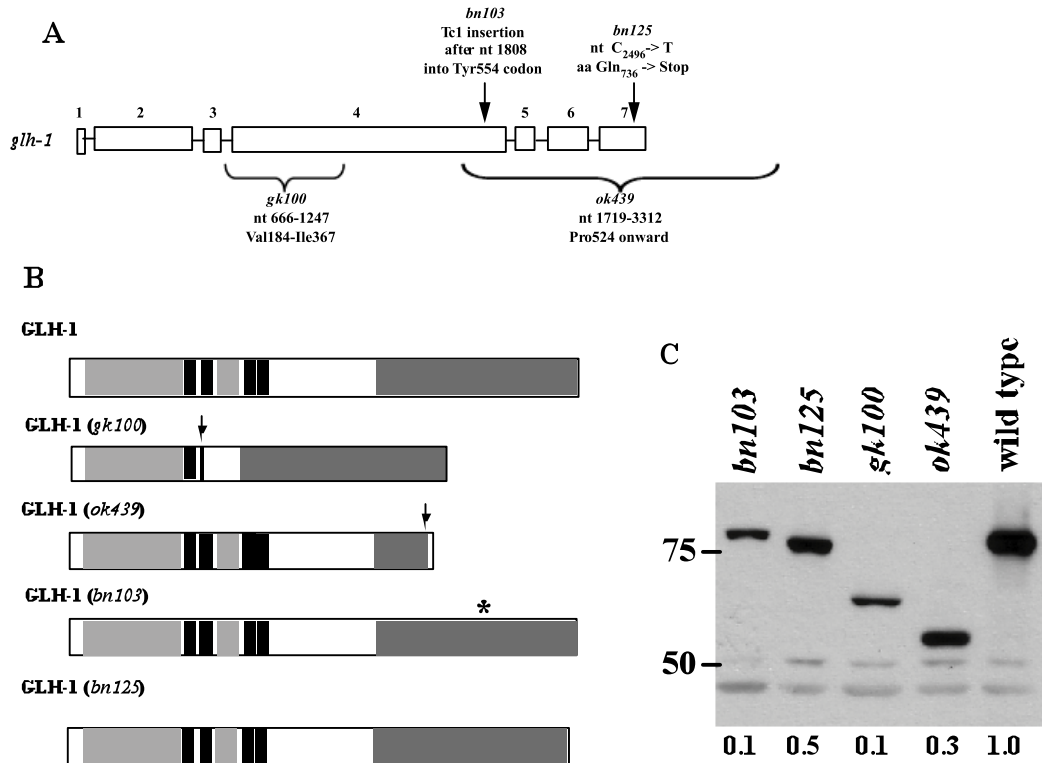 A
bn103
Tc1 insertion
after nt 1808
into Tyr554 codon
bn125
nt C2496-> T
aa Gln736 -> Stop
1 2 3 4 5 6 7
glh-1
gk100
nt 666-1247
Val184-Ile367
ok439
nt 1719-3312
Pro524 onward
B
GLH-1
GLH-1 (gk100)
GLH-1 (ok439)
GLH-1 (bn103)
*
GLH-1 (bn125)
C
bn103 bn125 gk100 ok439 wild type
75
50
0.1 0.5 0.1 0.3 1.0